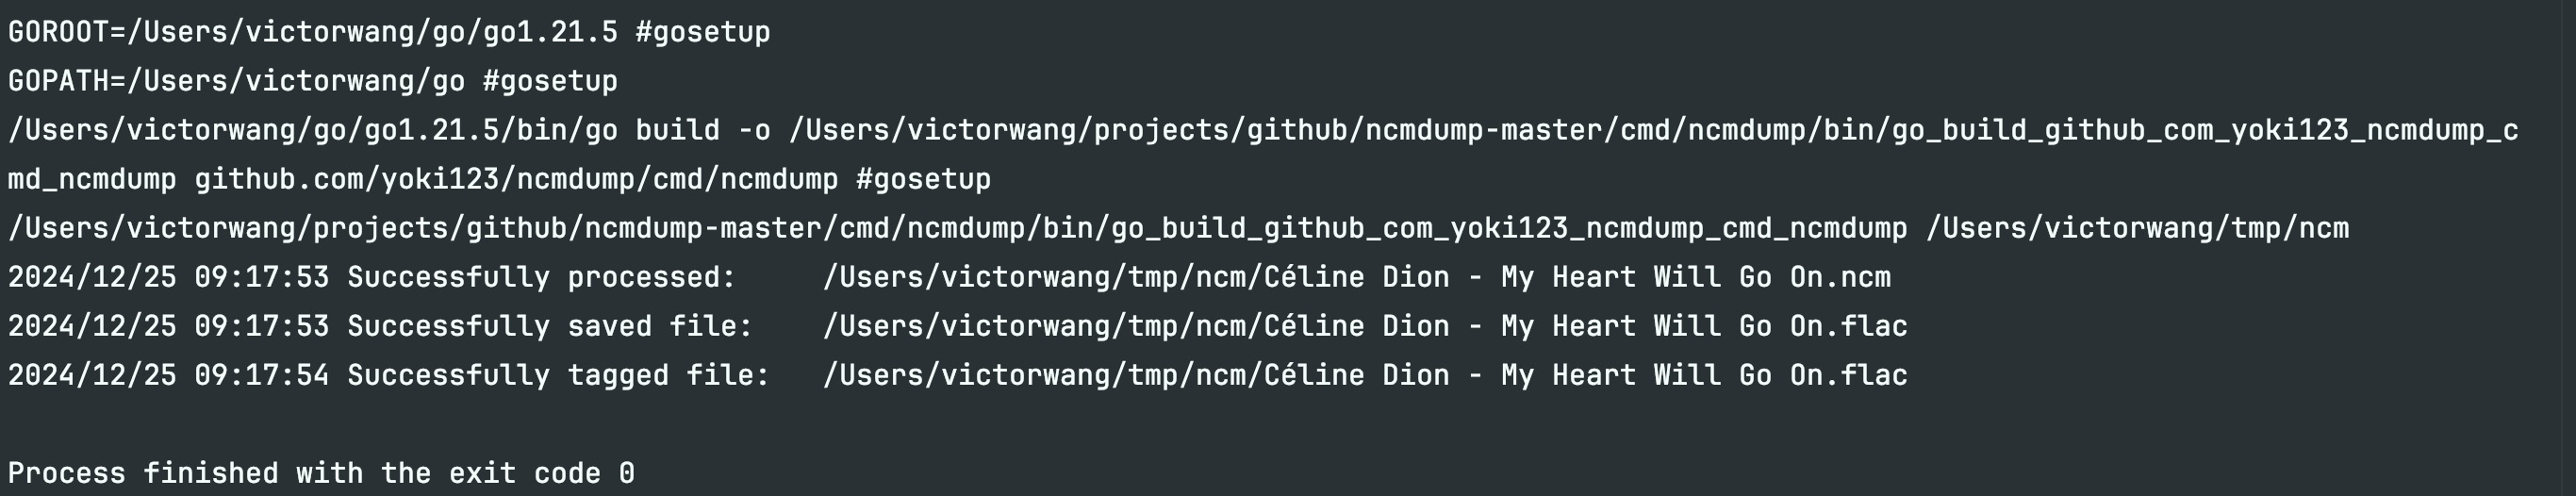 GOROOT=/Users/victorwang/go/go1.21.5 #gosetup
GOPATH=/Users/victorwang/go #gosetup
/Users/victorwang/go/go1.21.5/bin/go build -o /Users/victorwang/projects/github/ncmdump-master/cmd/ncmdump/bin/go_build_github_com_yoki123_ncmdump_c
md_ncmdump github.com/yoki123/ncmdump/cmd/ncmdump #gosetup
/Users/victorwang/projects/github/ncmdump-master/cmd/ncmdump/bin/go_build_github_com_yoki123_ncmdump_cmd_ncmdump /Users/victorwang/tmp/ncm
2024/12/25 09:17:53 Successfully processed:     /Users/victorwang/tmp/ncm/Céline Dion - My Heart Will Go On.ncm
2024/12/25 09:17:53 Successfully saved file:    /Users/victorwang/tmp/ncm/Céline Dion - My Heart Will Go On.flac
2024/12/25 09:17:54 Successfully tagged file:   /Users/victorwang/tmp/ncm/Céline Dion - My Heart Will Go On.flac
Process finished with the exit code 0